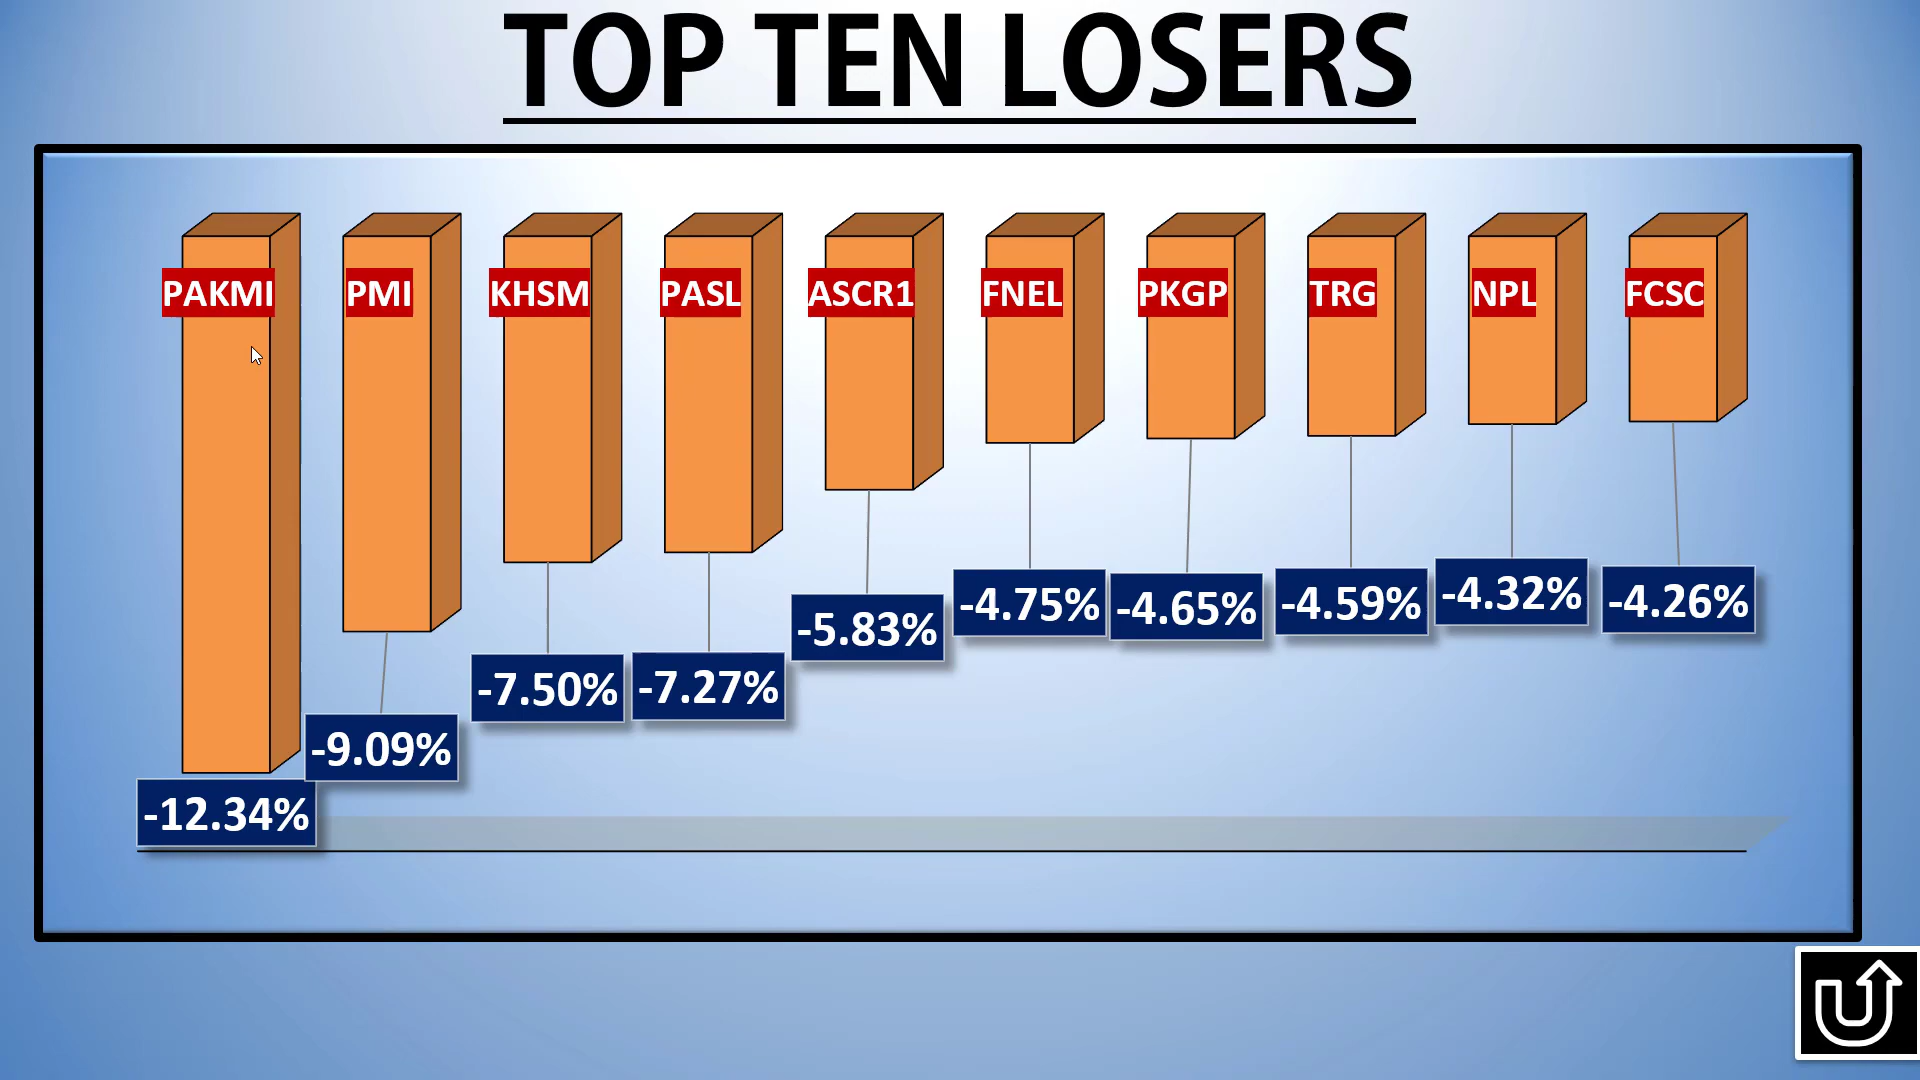 TOP TEN LOSERS
PAKMI PMI KHSM PASL ASCR1 FNEL PKGP TRG NPL FCSC
-12.34% -9.09% -7.50% -7.27% -5.83% -4.75% -4.65% -4.59% -4.32% -4.26%